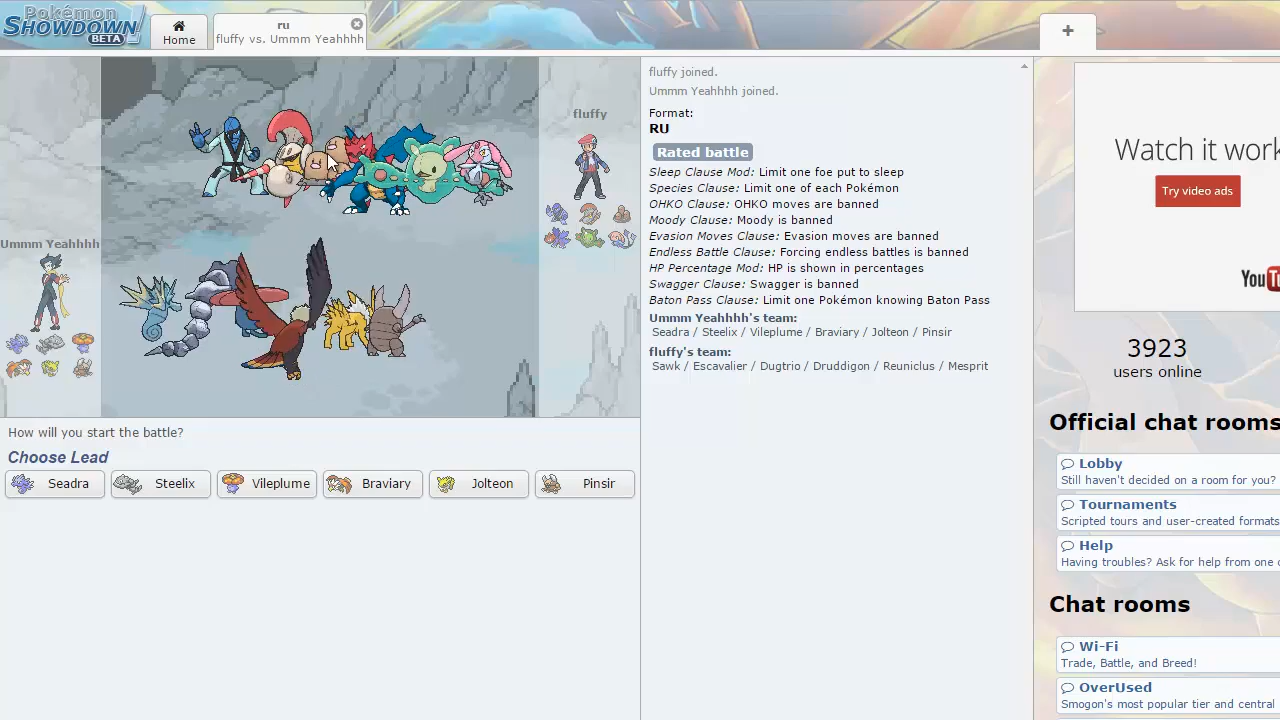 Pokémon
SHOWDOWN!
BETA
Home
ru
fluffy vs. Ummm Yeahhhh
+
Ummm Yeahhhh
fluffy
fluffy joined.
Ummm Yeahhhh joined.
Format:
RU
Rated battle
Sleep Clause Mod: Limit one foe put to sleep
Species Clause: Limit one of each Pokémon
OHKO Clause: OHKO moves are banned
Moody Clause: Moody is banned
Evasion Moves Clause: Evasion moves are banned
Endless Battle Clause: Forcing endless battles is banned
HP Percentage Mod: HP is shown in percentages
Swagger Clause: Swagger is banned
Baton Pass Clause: Limit one Pokémon knowing Baton Pass
Ummm Yeahhhh's team:
Seadra / Steelix / Vileplume / Braviary / Jolteon / Pinsir
fluffy's team:
Sawk / Escavalier / Dugtrio / Druddigon / Reuniclus / Mesprit
How will you start the battle?
Choose Lead
Seadra
Steelix
Vileplume
Braviary
Jolteon
Pinsir
Watch it work
Try video ads
You
3923
users online
Official chat rooms
Lobby
Still haven't decided on a room for you?
Tournaments
Scripted tours and user-created formats
Help
Having troubles? Ask for help from one
Chat rooms
Wi-Fi
Trade, Battle, and Breed!
OverUsed
Smogon's most popular tier and central